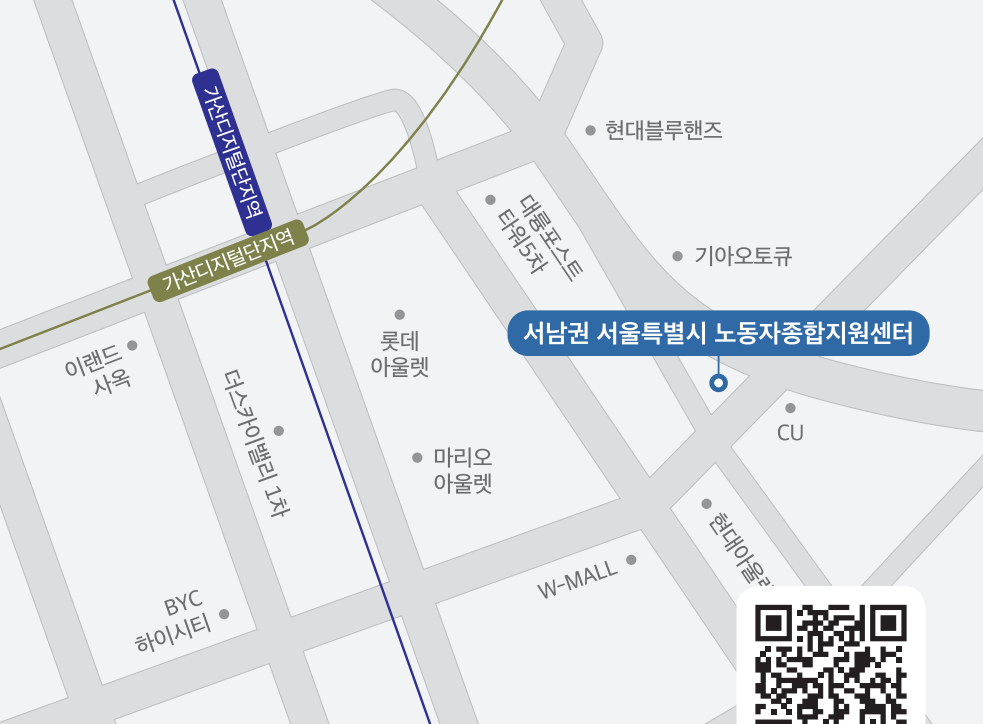 가산디지털단지역
가산디지털단지역
현대블루핸즈
대륭포스트
타워5차
기아오토큐
서남권 서울특별시 노동자종합지원센터
롯데
아울렛
이랜드
사옥
더스카이밸리 1차
CU
마리오
아울렛
W-MALL
BYC
하이시티